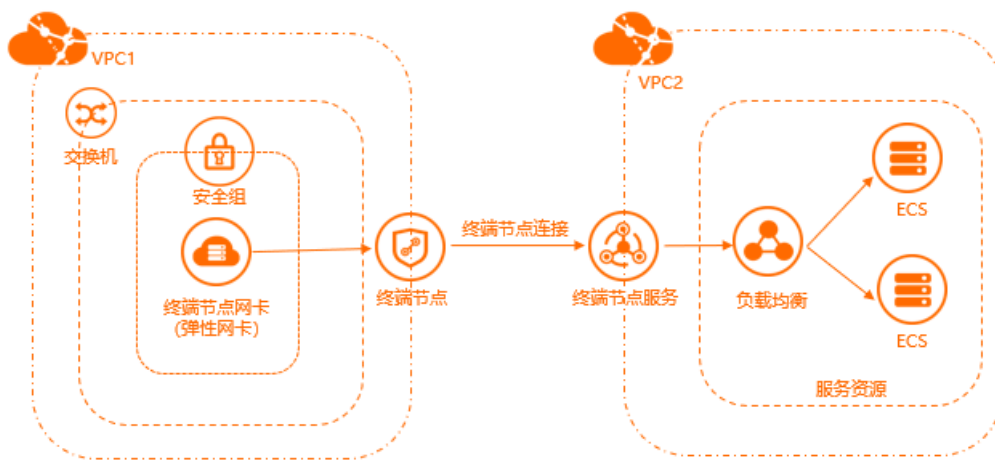 VPC1
VPC2
交换机
安全组
ECS
终端节点连接
终端节点网卡
(弹性网卡)
终端节点
终端节点服务
负载均衡
ECS
服务资源